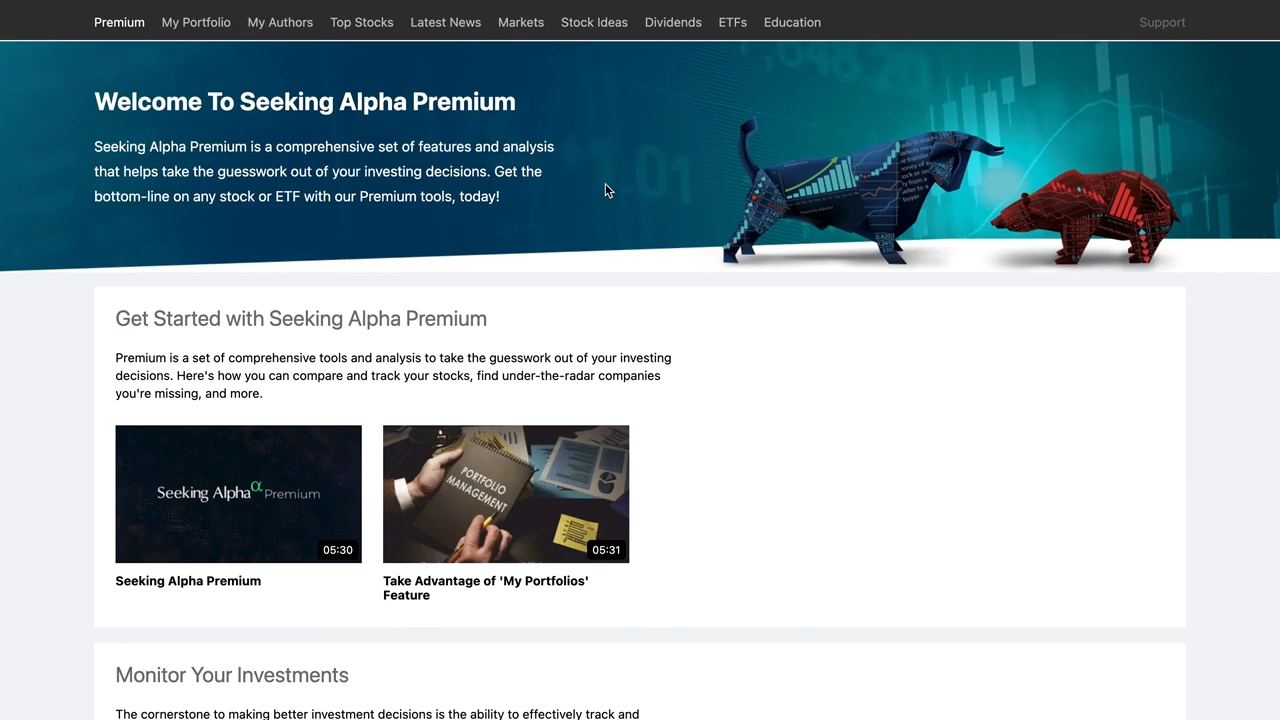 Premium My Portfolio My Authors Top Stocks Latest News Markets Stock Ideas Dividends ETFs Education Support
Welcome To Seeking Alpha Premium
Seeking Alpha Premium is a comprehensive set of features and analysis
that helps take the guesswork out of your investing decisions. Get the
bottom-line on any stock or ETF with our Premium tools, today!
Get Started with Seeking Alpha Premium
Premium is a set of comprehensive tools and analysis to take the guesswork out of your investing
decisions. Here's how you can compare and track your stocks, find under-the-radar companies
you're missing, and more.
Seeking Alpha α Premium
05:30
PORTFOLIO
MANAGEMENT
05:31
Seeking Alpha Premium
Take Advantage of 'My Portfolios'
Feature
Monitor Your Investments
The cornerstone to making better investment decisions is the ability to effectively track and